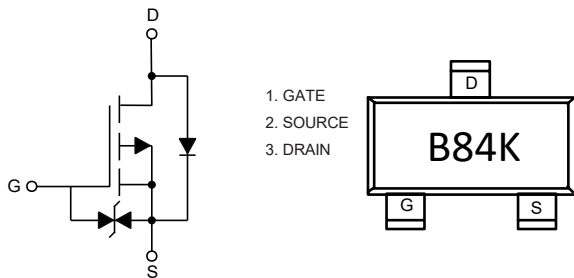 D
G
S
1. GATE
2. SOURCE
3. DRAIN
D
B84K
G S